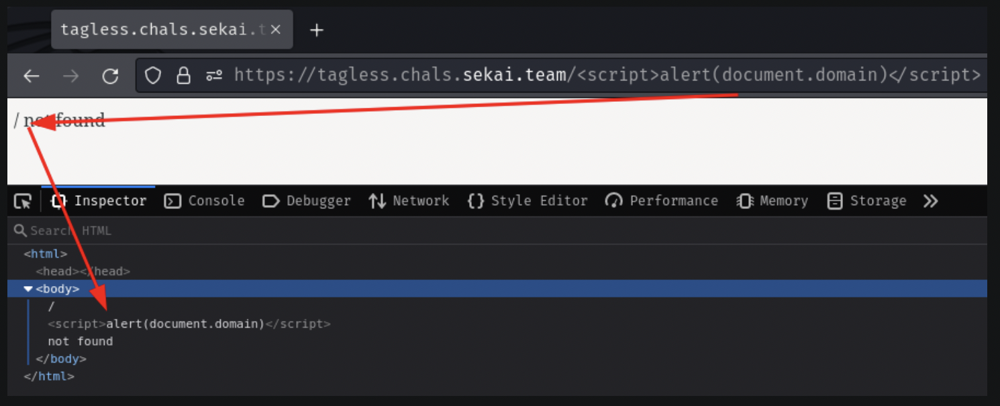 tagless.chals.sekai.t
https://tagless.chals.sekai.team/<script>alert(document.domain)</script>
/ not found
Inspector Console Debugger Network Style Editor Performance Memory Storage
Search HTML
<html>
<head></head>
<body>
/
<script>alert(document.domain)</script>
not found
</body>
</html>